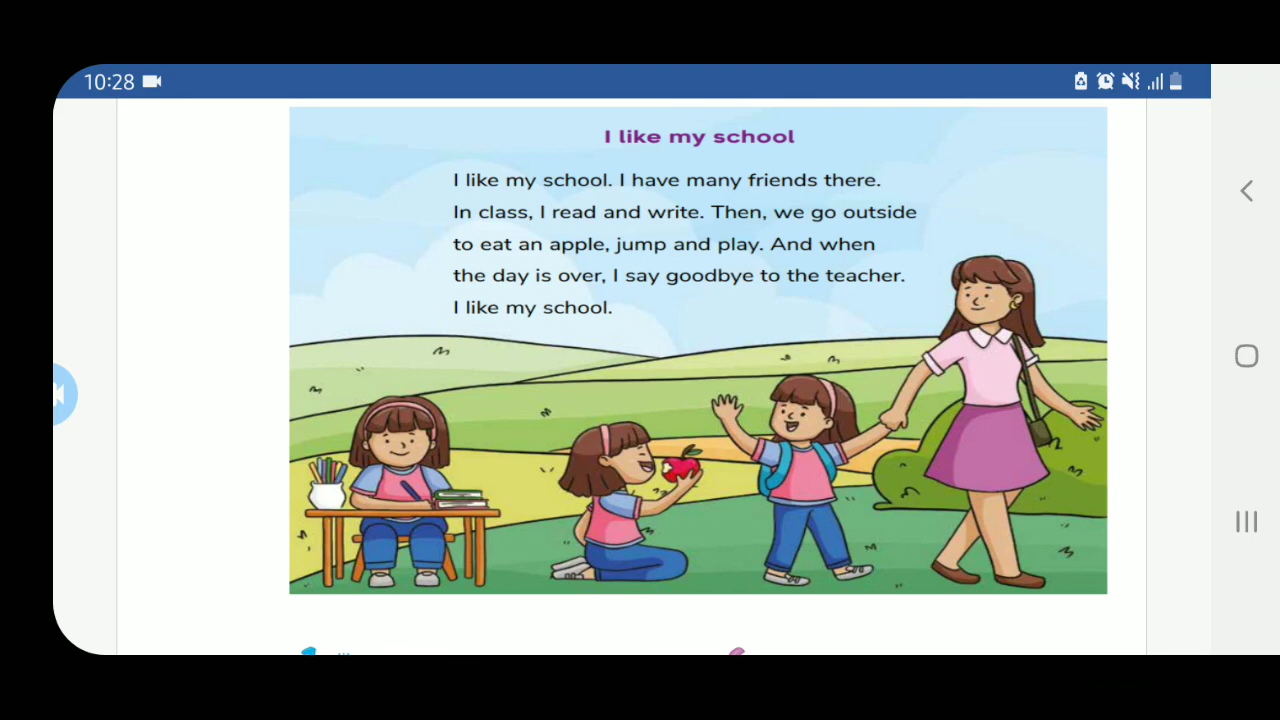 10:28
I like my school
I like my school. I have many friends there.
In class, I read and write. Then, we go outside
to eat an apple, jump and play. And when
the day is over, I say goodbye to the teacher.
I like my school.